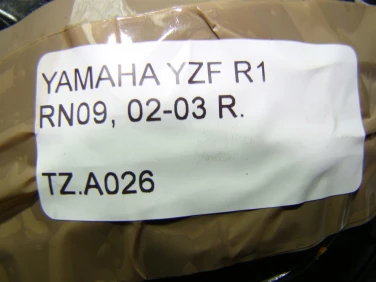 YAMAHA YZF R1
RN09, 02-03 R.
TZ.A026